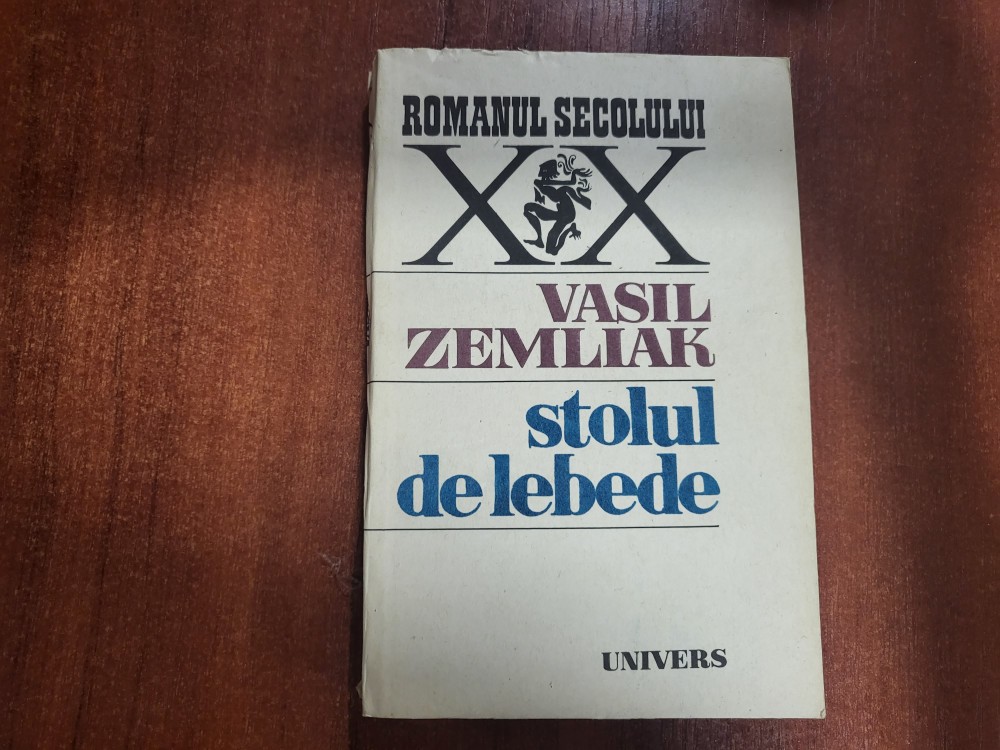 ROMANUL SECOLULUI
XX
VASIL
ZEMLIAK
stolul
de lebede
UNIVERS